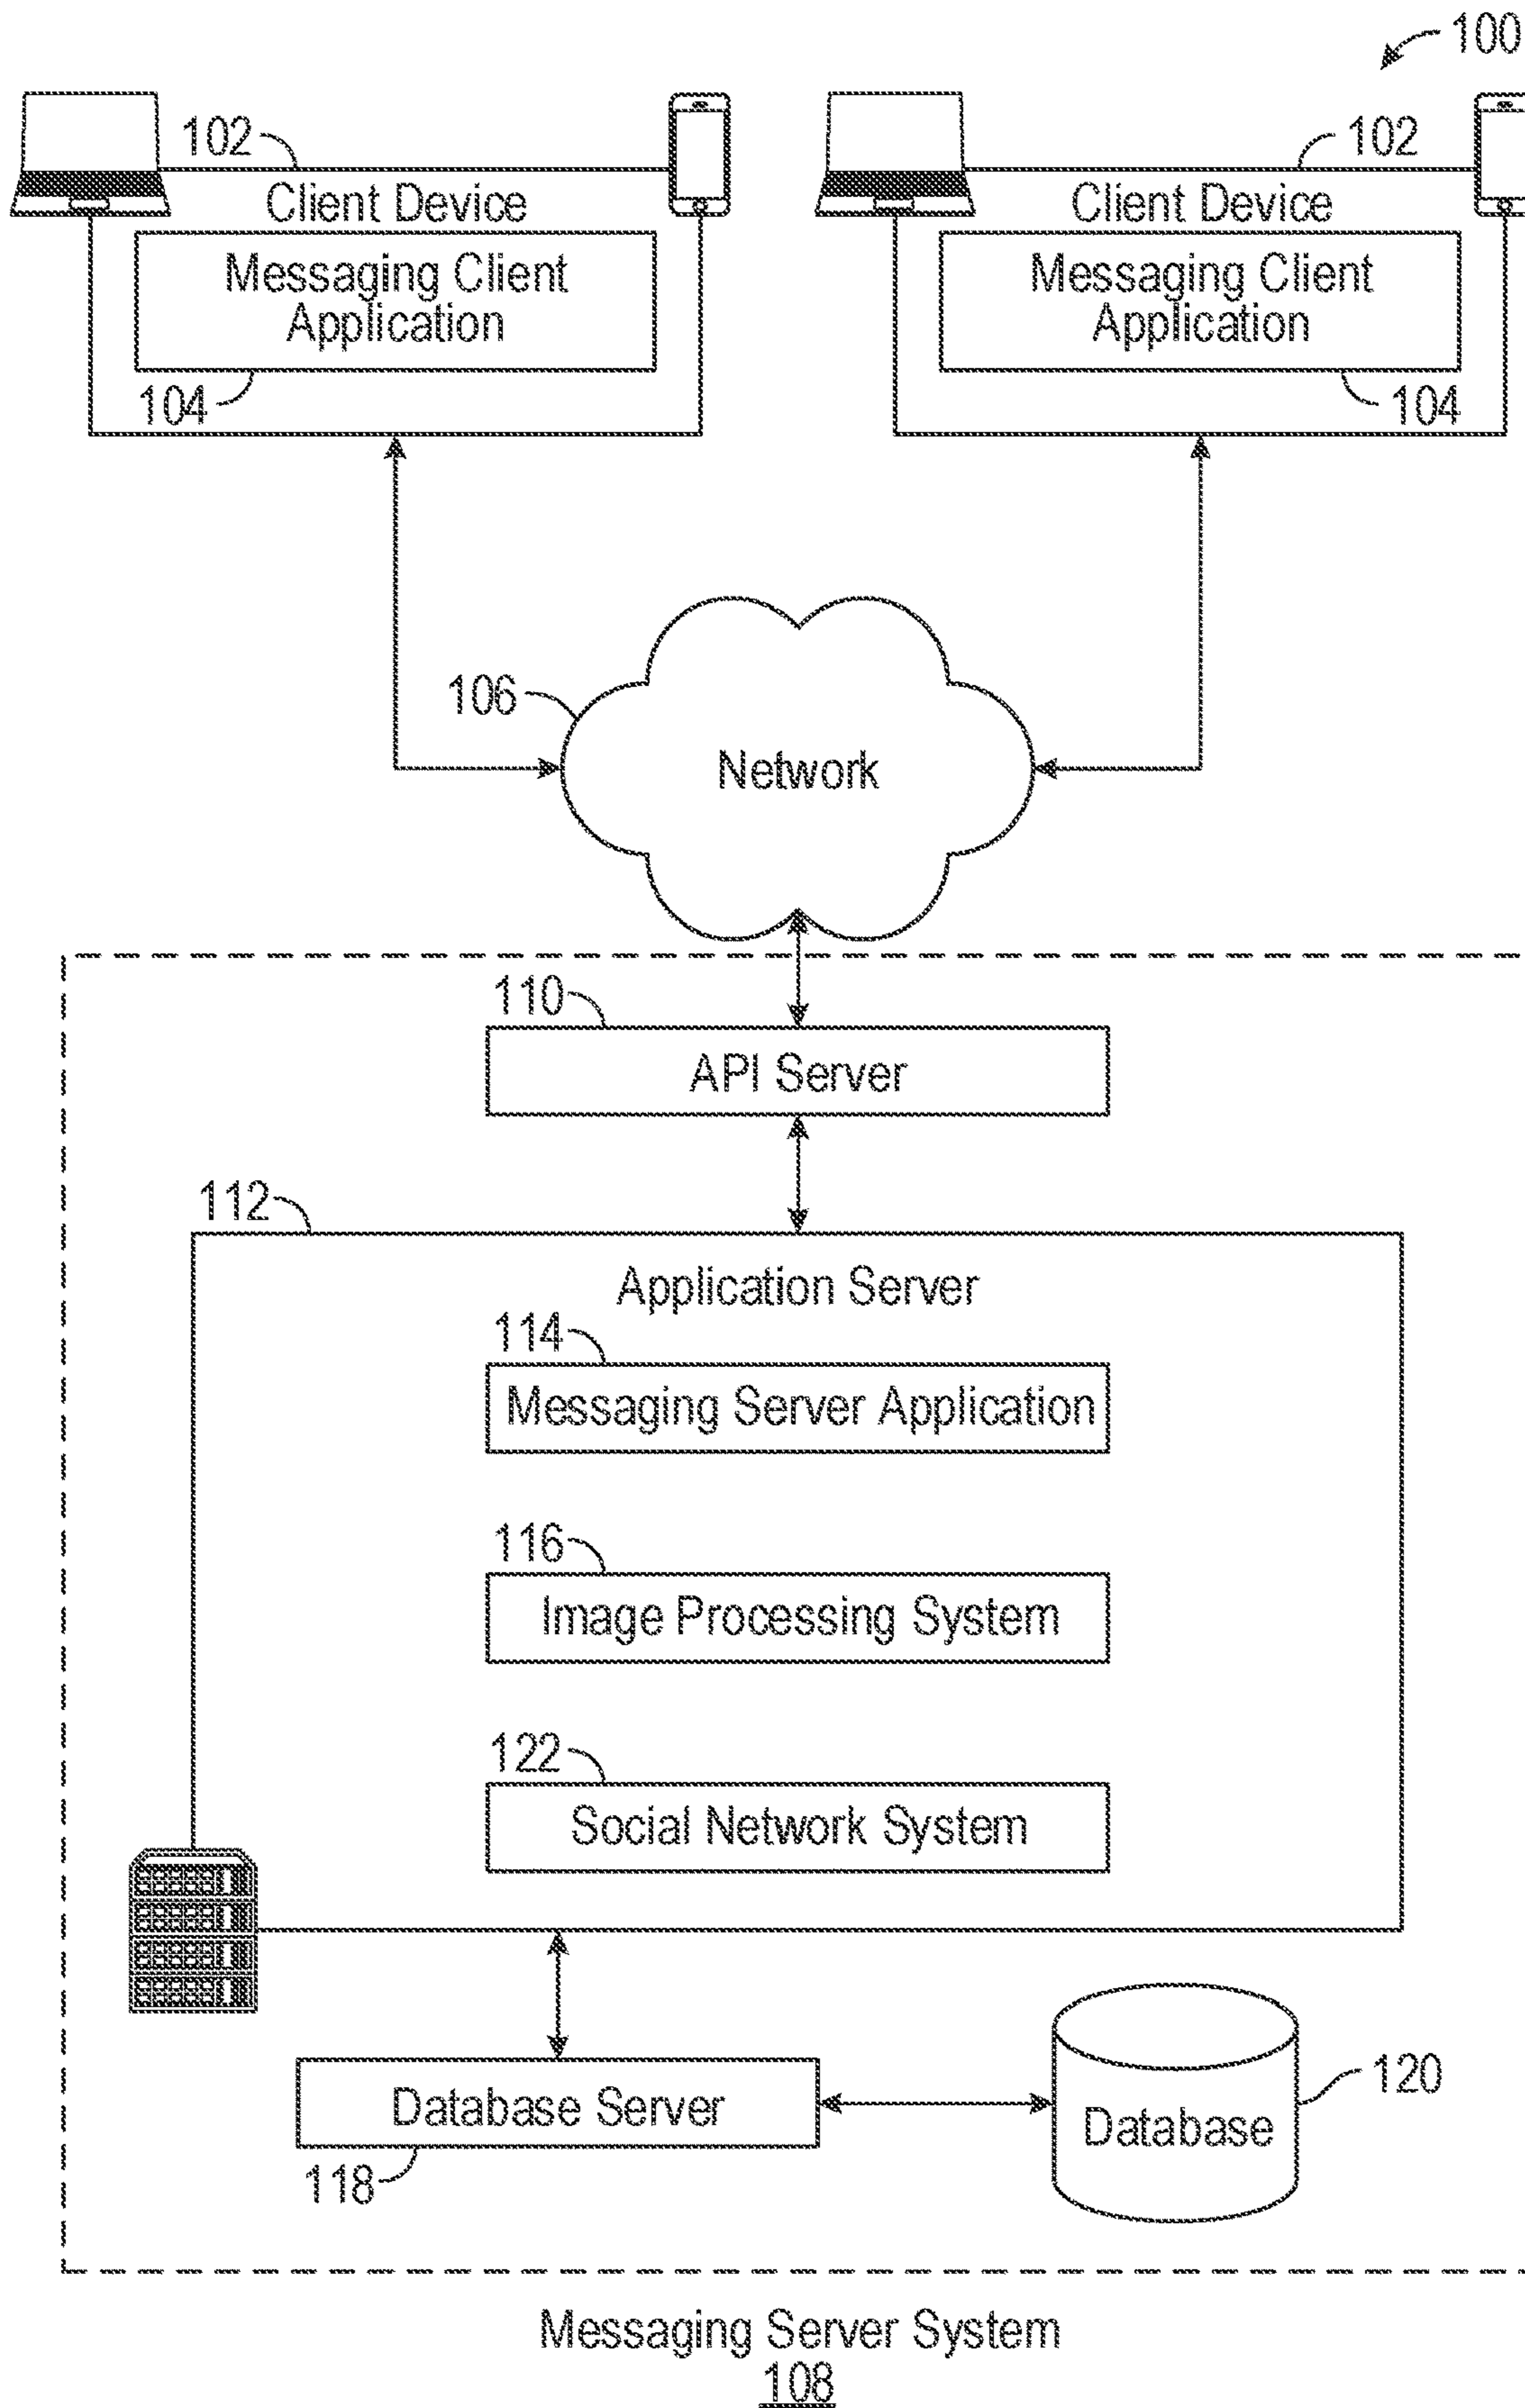 100
102
102
Client Device
Client Device
Messaging Client
Application
Messaging Client
Application
104
104
106
Network
110
API Server
112
Application Server
114
Messaging Server Application
116
Image Processing System
122
Social Network System
Database Server
118
Database
120
Messaging Server System
108